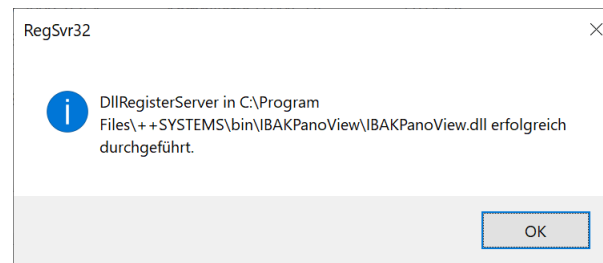 RegSvr32
DllRegisterServer in C:\Program
Files\++SYSTEMS\bin\IBAKPanoView\IBAKPanoView.dll erfolgreich
durchgeführt.
OK